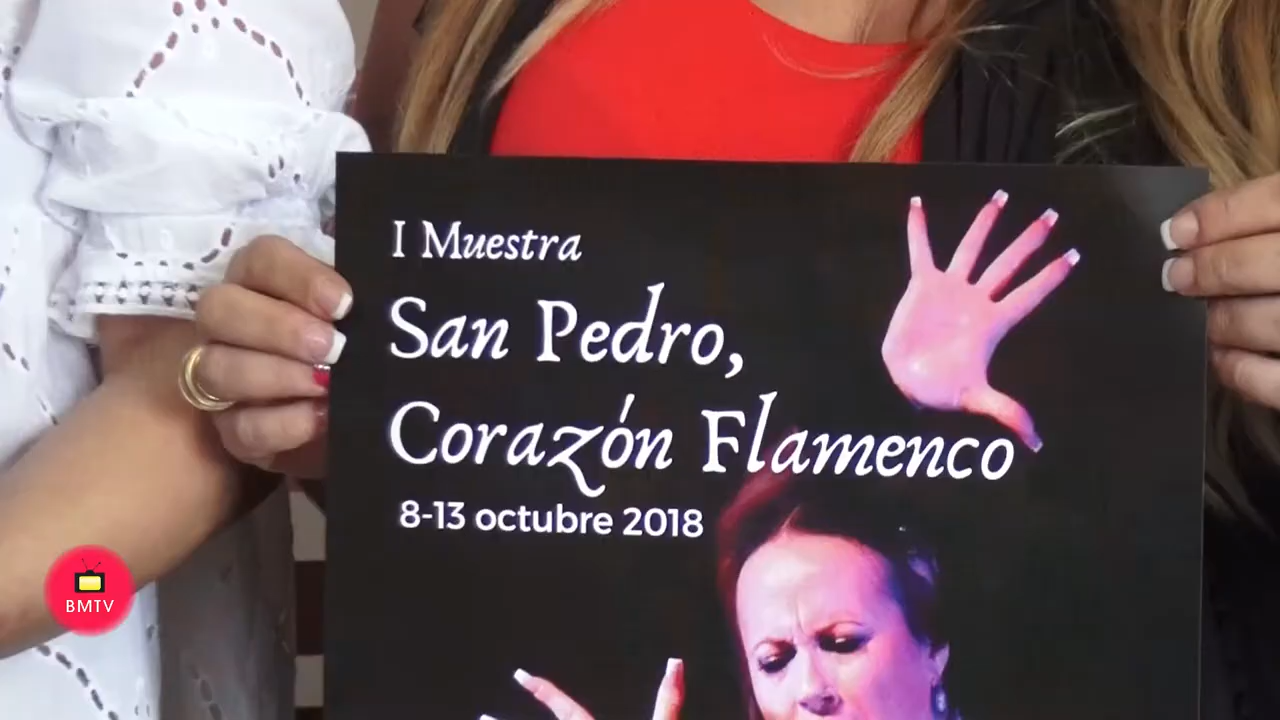 I Muestra
San Pedro,
Corazón Flamenco
8-13 octubre 2018
BMTV